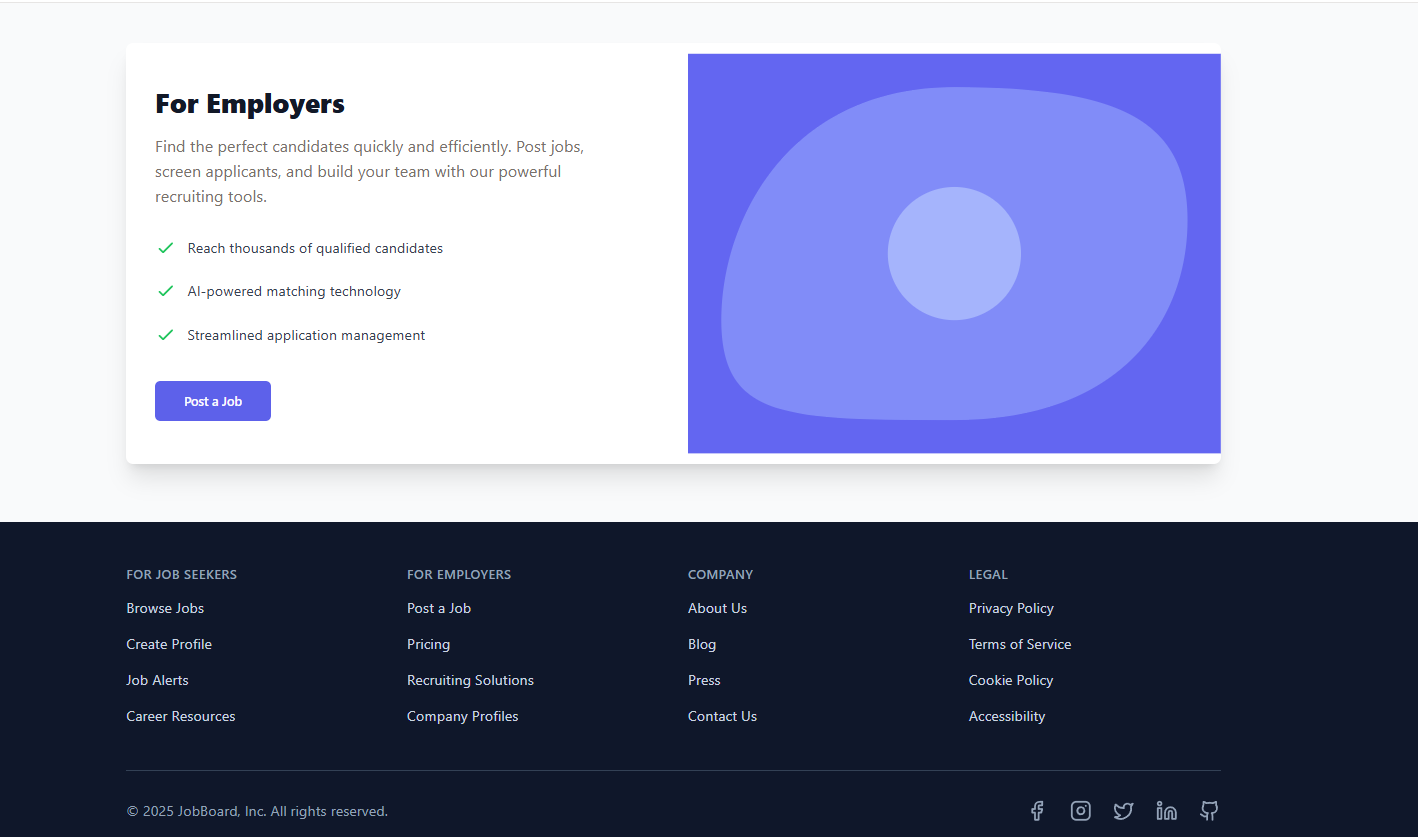 For Employers
Find the perfect candidates quickly and efficiently. Post jobs,
screen applicants, and build your team with our powerful
recruiting tools.
Reach thousands of qualified candidates
AI-powered matching technology
Streamlined application management
Post a Job
FOR JOB SEEKERS
Browse Jobs
Create Profile
Job Alerts
Career Resources
FOR EMPLOYERS
Post a Job
Pricing
Recruiting Solutions
Company Profiles
COMPANY
About Us
Blog
Press
Contact Us
LEGAL
Privacy Policy
Terms of Service
Cookie Policy
Accessibility
© 2025 JobBoard, Inc. All rights reserved.